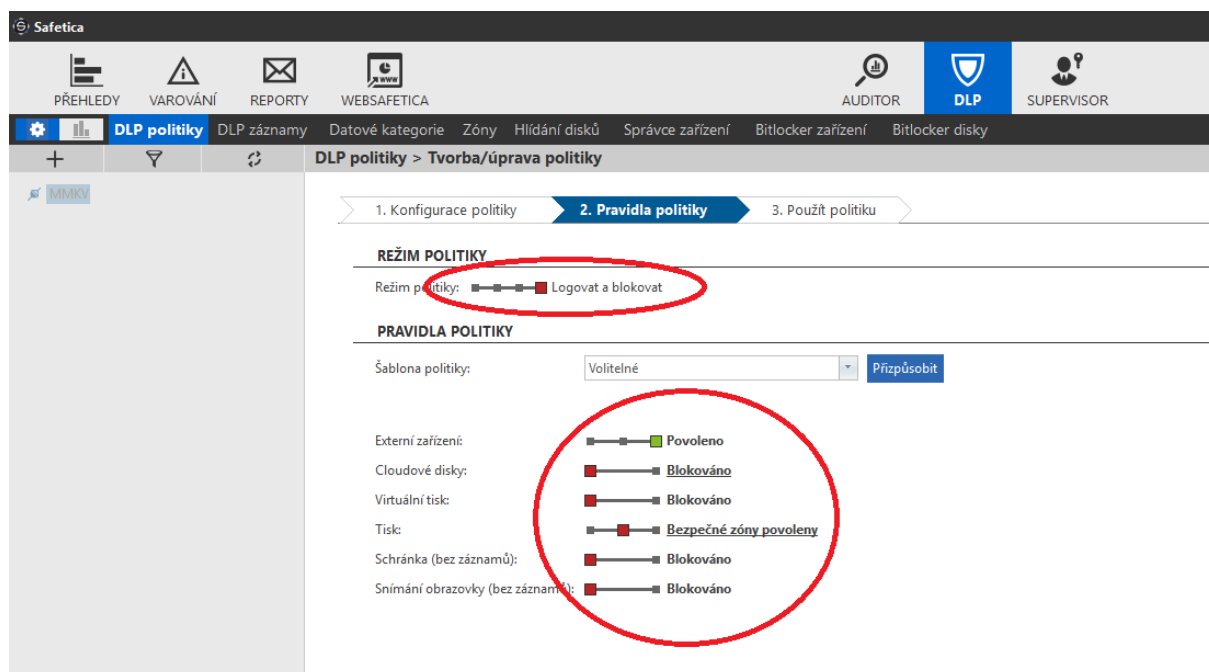 Safetica
PŘEHLEDY VAROVÁNÍ REPORTY WEBSAFETICA AUDITOR DLP SUPERVISOR
DLP politiky DLP záznamy Datové kategorie Zóny Hlídání disků Správce zařízení Bitlocker zařízení Bitlocker disky
DLP politiky > Tvorba/úprava politiky
MMKV
1. Konfigurace politiky 2. Pravidla politiky 3. Použít politiku
REŽIM POLITIKY
Režim politiky: Logovat a blokovat
PRAVIDLA POLITIKY
Šablona politiky: Volitelné Přizpůsobit
Externí zařízení: Povoleno
Cloudové disky: Blokováno
Virtuální tisk: Blokováno
Tisk: Bezpečné zóny povoleny
Schránka (bez záznamů): Blokováno
Snímání obrazovky (bez záznamů): Blokováno